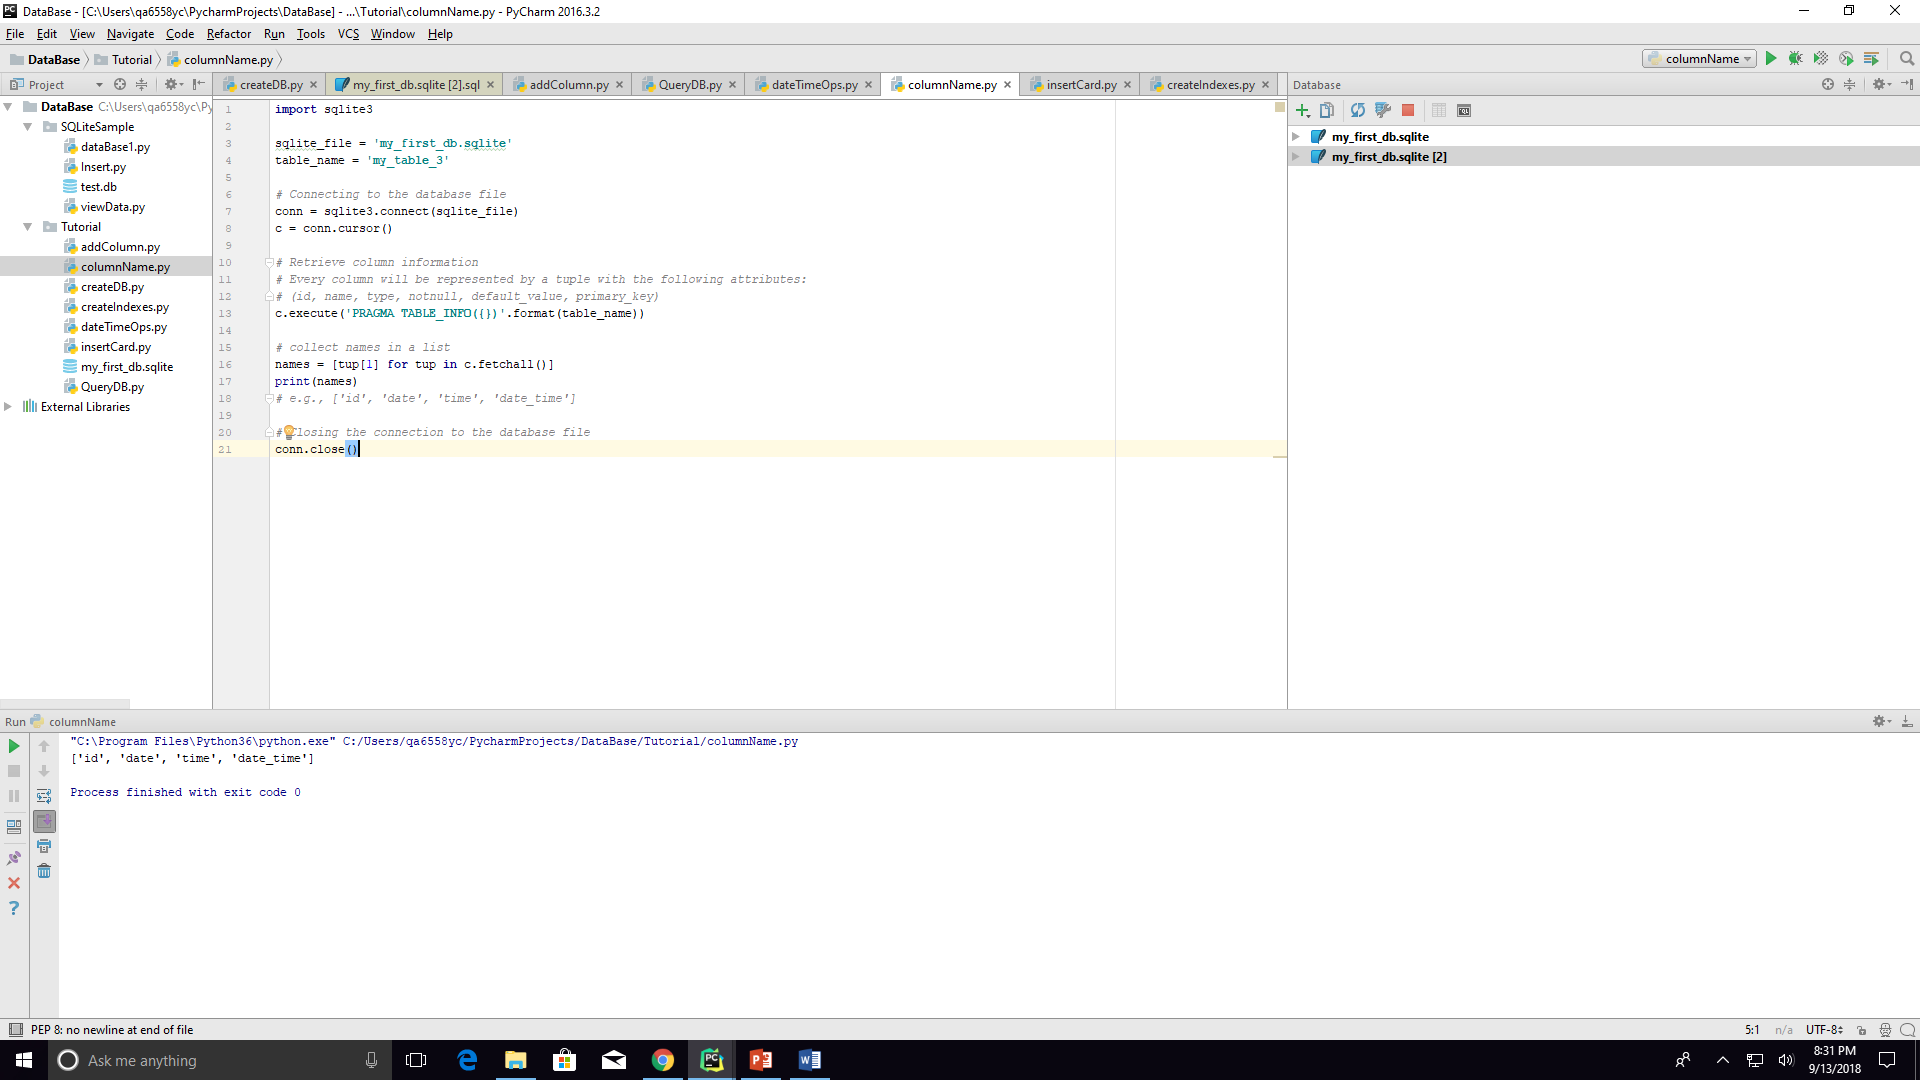 DataBase - [C:\Users\qa6558yc\PycharmProjects\DataBase] - ...\Tutorial\columnName.py - PyCharm 2016.3.2
File Edit View Navigate Code Refactor Run Tools VCS Window Help
DataBase Tutorial columnName.py
columnName
Project
createDB.py
my_first_db.sqlite [2].sql
addColumn.py
QueryDB.py
dateTimeOps.py
columnName.py
insertCard.py
createIndexes.py
Database
DataBase C:\Users\qa6558yc\Py
SQLiteSample
dataBase1.py
Insert.py
test.db
viewData.py
Tutorial
addColumn.py
columnName.py
createDB.py
createIndexes.py
dateTimeOps.py
insertCard.py
my_first_db.sqlite
QueryDB.py
External Libraries
1 import sqlite3
2
3 sqlite_file = 'my_first_db.sqlite'
4 table_name = 'my_table_3'
5
6 # Connecting to the database file
7 conn = sqlite3.connect(sqlite_file)
8 c = conn.cursor()
9
10 # Retrieve column information
11 # Every column will be represented by a tuple with the following attributes:
12 # (id, name, type, notnull, default_value, primary_key)
13 c.execute('PRAGMA TABLE_INFO({})'.format(table_name))
14
15 # collect names in a list
16 names = [tup[1] for tup in c.fetchall()]
17 print(names)
18 # e.g., ['id', 'date', 'time', 'date_time']
19
20 # Closing the connection to the database file
21 conn.close()
my_first_db.sqlite
my_first_db.sqlite [2]
Run columnName
"C:\Program Files\Python36\python.exe" C:/Users/qa6558yc/PycharmProjects/DataBase/Tutorial/columnName.py
['id', 'date', 'time', 'date_time']
Process finished with exit code 0
PEP 8: no newline at end of file
5:1 n/a UTF-8
Ask me anything
8:31 PM
9/13/2018